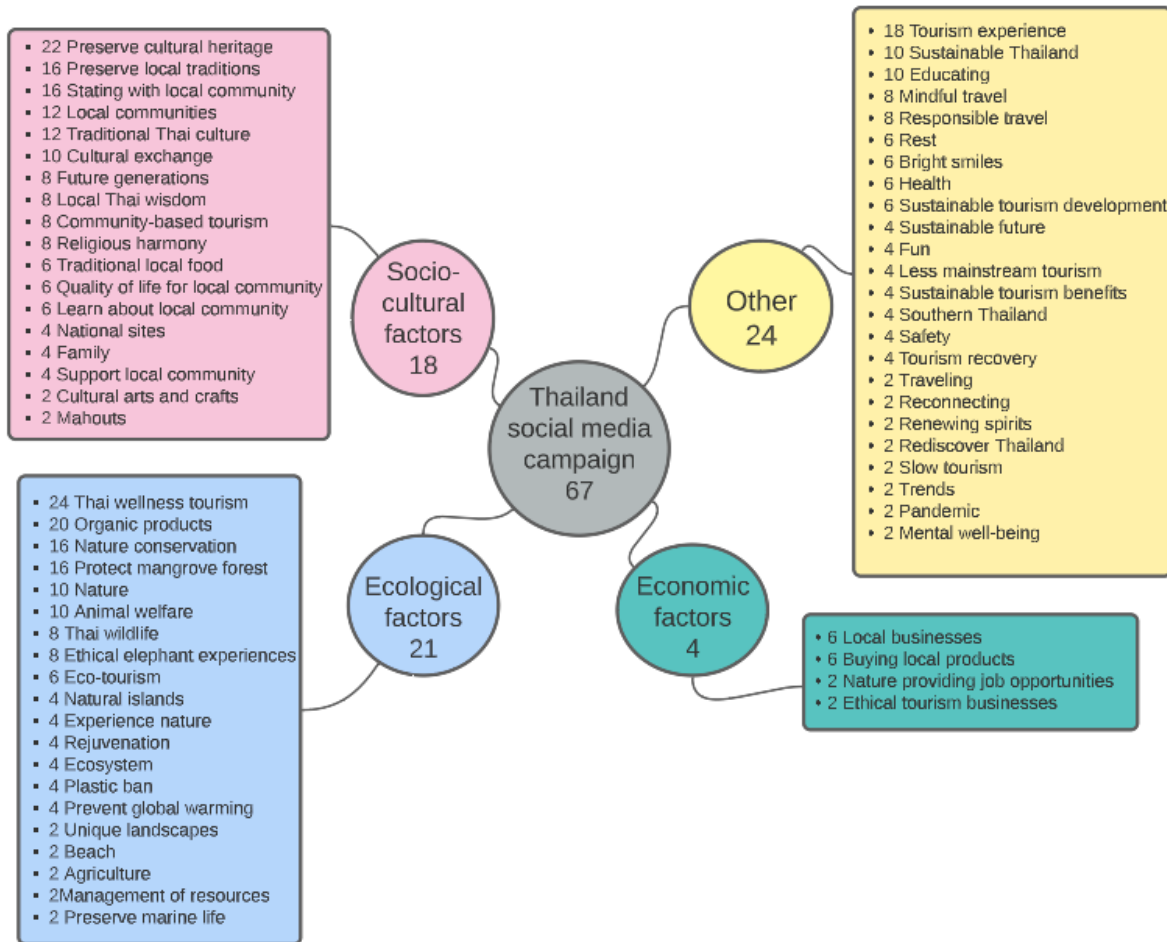 ▪ 22 Preserve cultural heritage
▪ 16 Preserve local traditions
▪ 16 Stating with local community
▪ 12 Local communities
▪ 12 Traditional Thai culture
▪ 10 Cultural exchange
▪ 8 Future generations
▪ 8 Local Thai wisdom
▪ 8 Community-based tourism
▪ 8 Religious harmony
▪ 6 Traditional local food
▪ 6 Quality of life for local community
▪ 6 Learn about local community
▪ 4 National sites
▪ 4 Family
▪ 4 Support local community
▪ 2 Cultural arts and crafts
▪ 2 Mahouts
Socio-
cultural
factors
18
• 18 Tourism experience
• 10 Sustainable Thailand
• 10 Educating
• 8 Mindful travel
• 8 Responsible travel
• 6 Rest
• 6 Bright smiles
• 6 Health
• 6 Sustainable tourism development
• 4 Sustainable future
• 4 Fun
• 4 Less mainstream tourism
• 4 Sustainable tourism benefits
• 4 Southern Thailand
• 4 Safety
• 4 Tourism recovery
• 2 Traveling
• 2 Reconnecting
• 2 Renewing spirits
• 2 Rediscover Thailand
• 2 Slow tourism
• 2 Trends
• 2 Pandemic
• 2 Mental well-being
Other
24
Thailand
social media
campaign
67
▪ 24 Thai wellness tourism
▪ 20 Organic products
▪ 16 Nature conservation
▪ 16 Protect mangrove forest
▪ 10 Nature
▪ 10 Animal welfare
▪ 8 Thai wildlife
▪ 8 Ethical elephant experiences
▪ 6 Eco-tourism
▪ 4 Natural islands
▪ 4 Experience nature
▪ 4 Rejuvenation
▪ 4 Ecosystem
▪ 4 Plastic ban
▪ 4 Prevent global warming
▪ 2 Unique landscapes
▪ 2 Beach
▪ 2 Agriculture
▪ 2Management of resources
▪ 2 Preserve marine life
Ecological
factors
21
Economic
factors
4
• 6 Local businesses
• 6 Buying local products
• 2 Nature providing job opportunities
• 2 Ethical tourism businesses